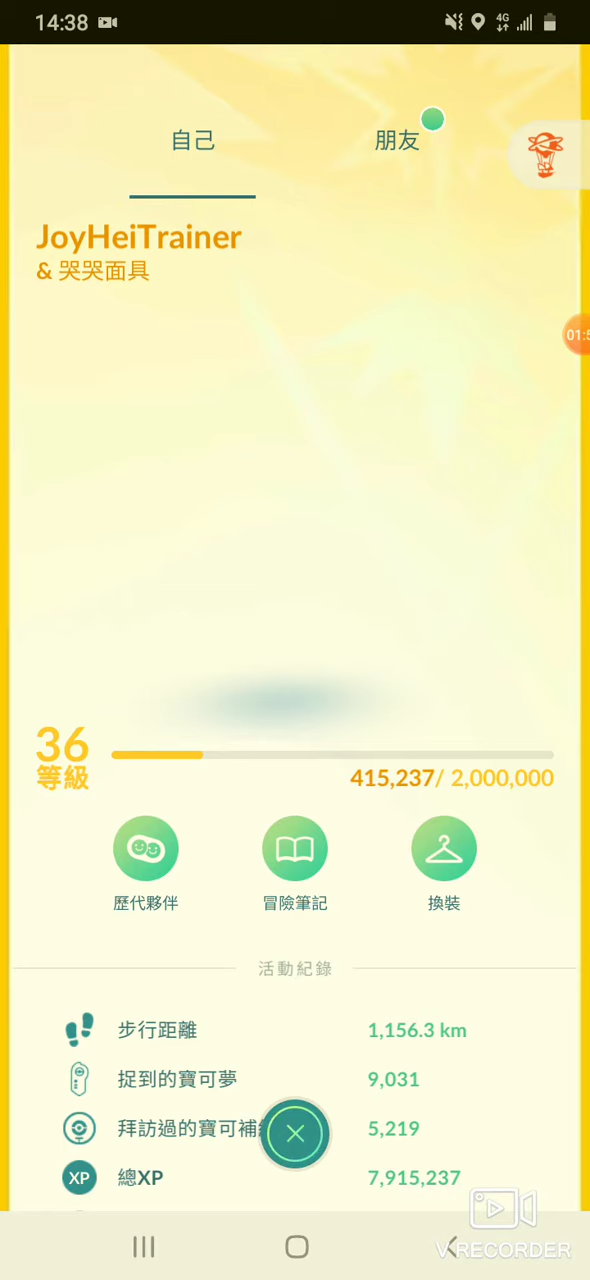 14:38
4G
自己
朋友
JoyHeiTrainer
& 哭哭面具
01:5
36
等級
415,237/ 2,000,000
歷代夥伴
冒險筆記
換裝
活動紀錄
步行距離 1,156.3 km
捉到的寶可夢 9,031
拜訪過的寶可補 5,219
XP 總XP 7,915,237
V RECORDER